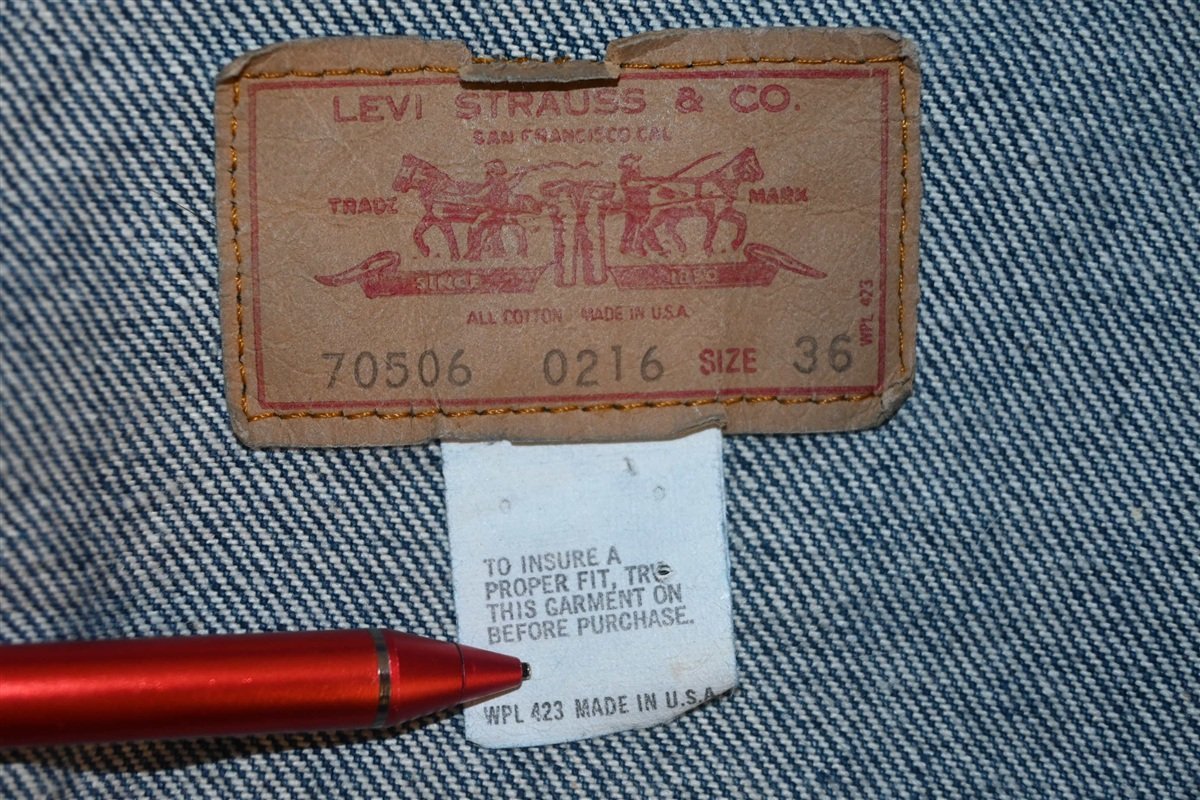 LEVI STRAUSS & CO.
SAN FRANCISCO CAL
TRADE MARK
SINCE 1850
ALL COTTON MADE IN U.S.A.
WPL 423
70506 0216 SIZE 36
TO INSURE A
PROPER FIT, TRY
THIS GARMENT ON
BEFORE PURCHASE.
WPL 423 MADE IN U.S.A.